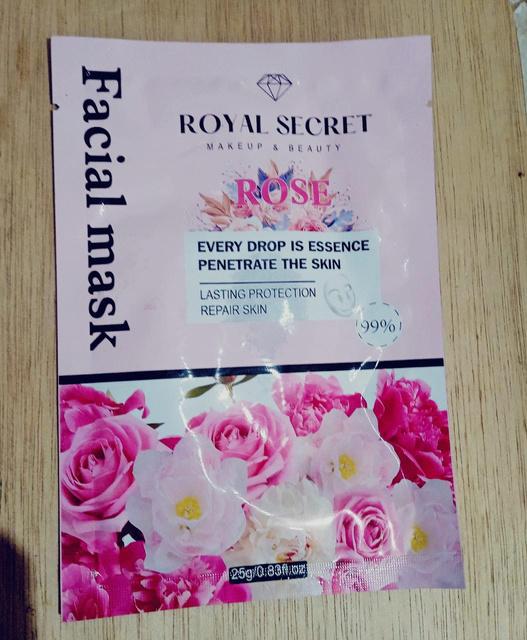 Facial mask
ROYAL SECRET
MAKEUP & BEAUTY
ROSE
EVERY DROP IS ESSENCE
PENETRATE THE SKIN
LASTING PROTECTION
REPAIR SKIN
99%
25g/0.83fl.oz